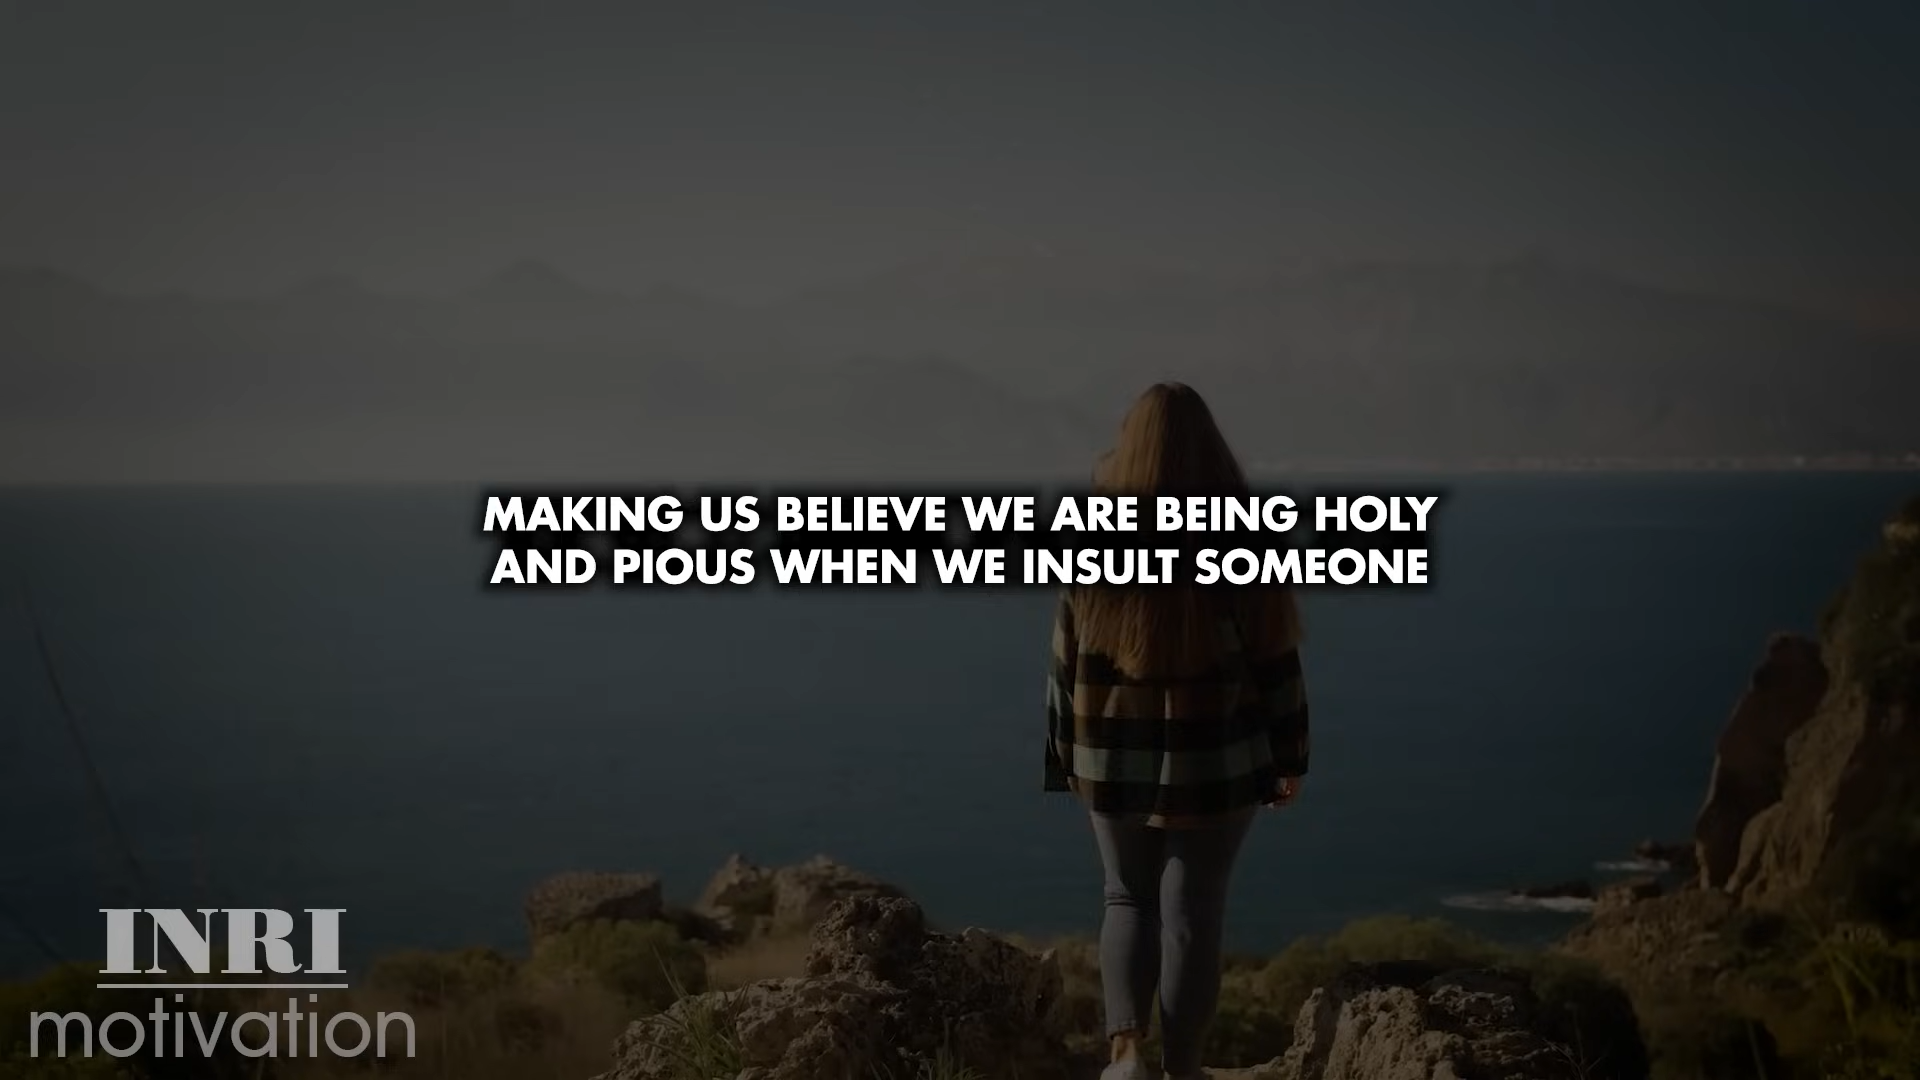 MAKING US BELIEVE WE ARE BEING HOLY
AND PIOUS WHEN WE INSULT SOMEONE
INRI
motivation